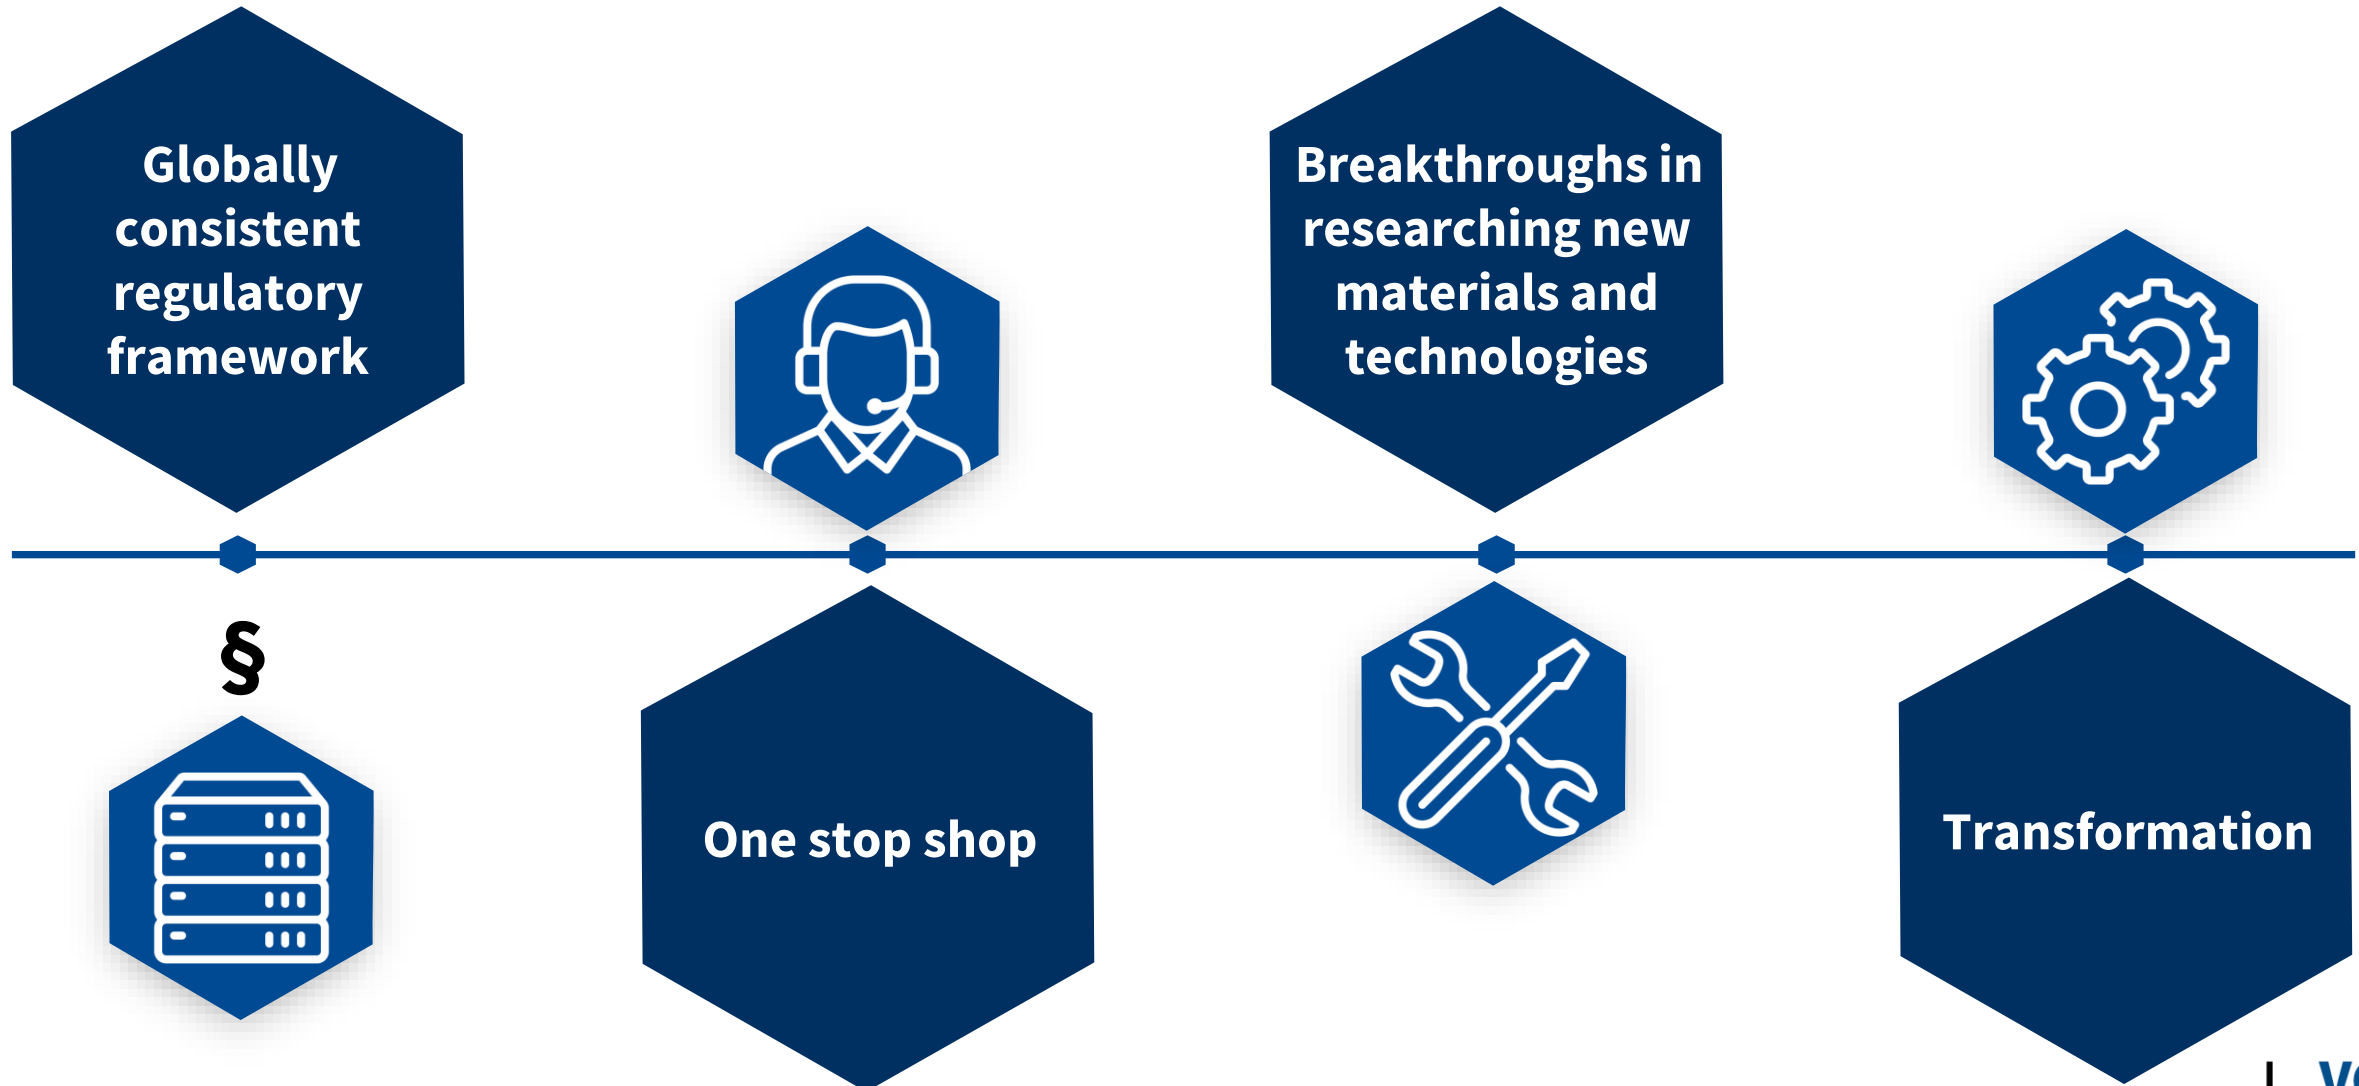 Globally
consistent
regulatory
framework
§
One stop shop
Breakthroughs in
researching new
materials and
technologies
Transformation